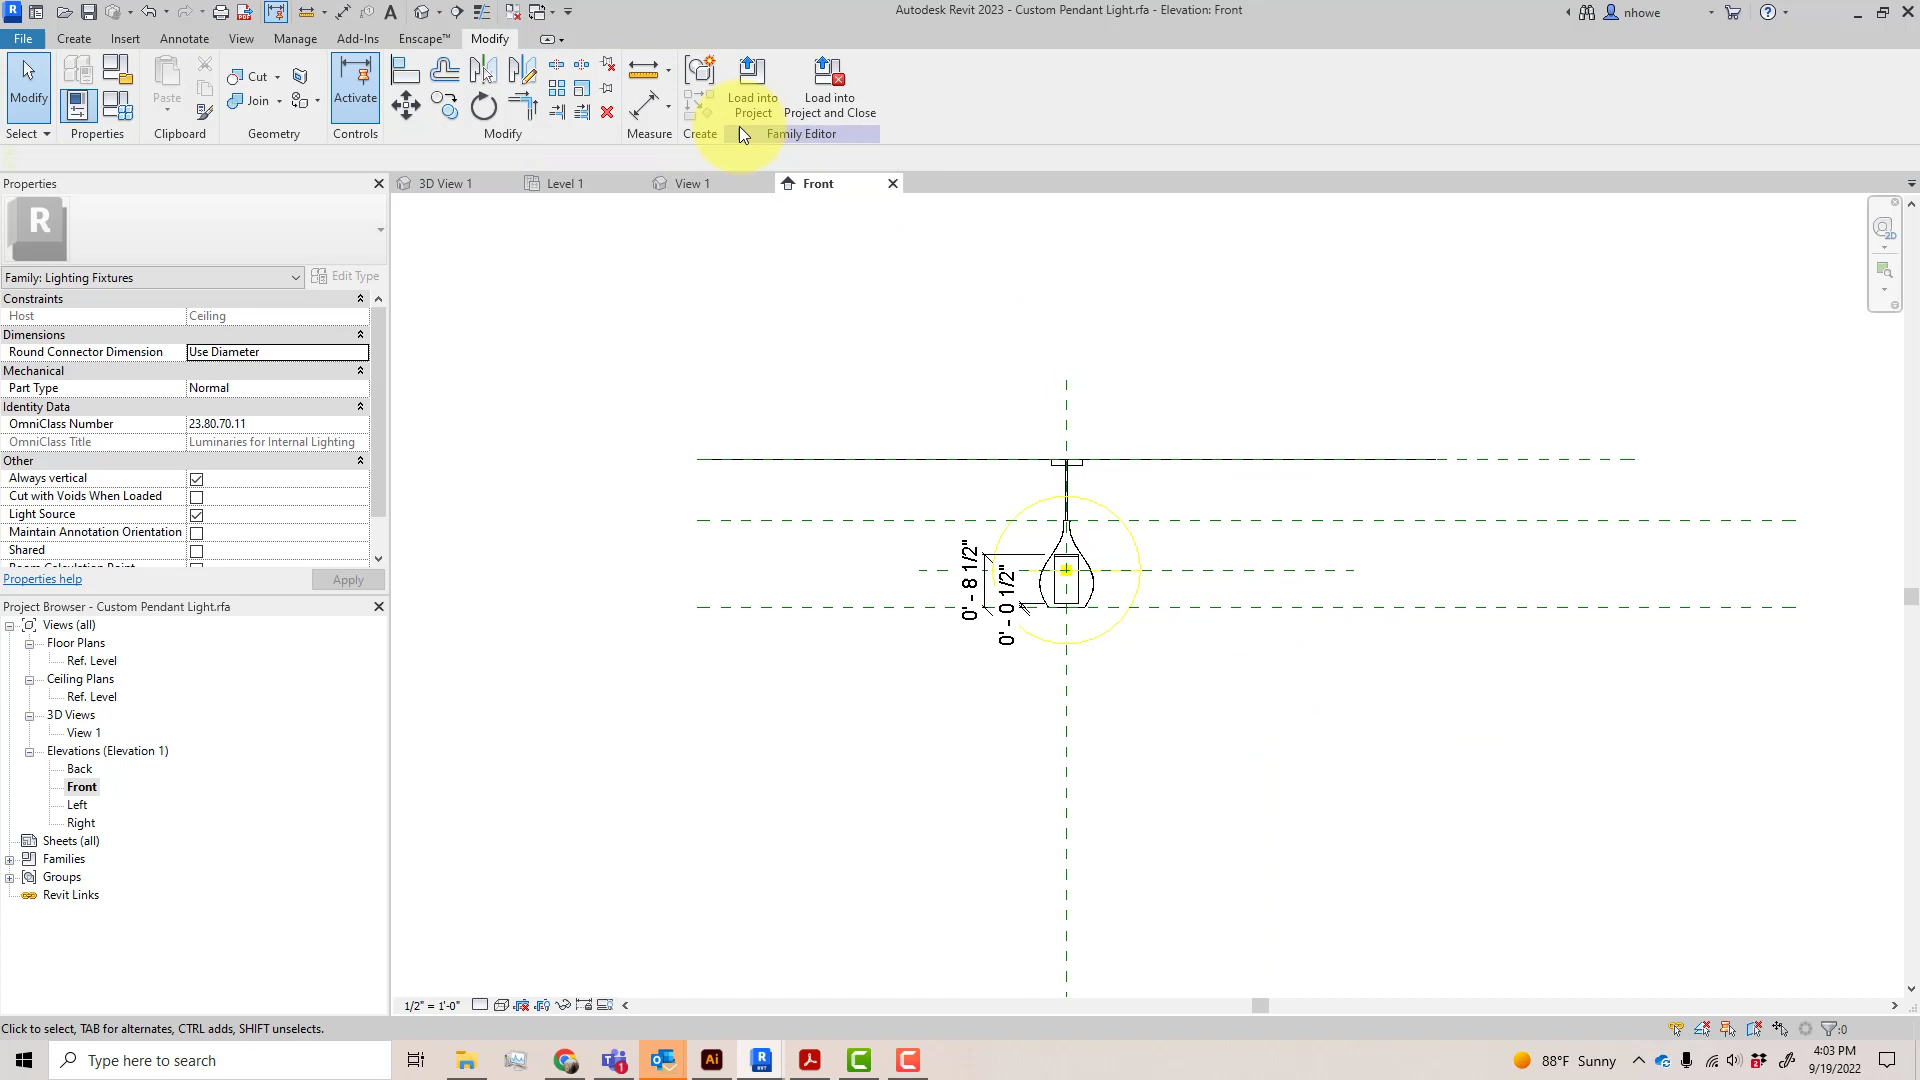 Autodesk Revit 2023 - Custom Pendant Light.rfa - Elevation: Front
nhowe
File
Create
Insert
Annotate
View
Manage
Add-Ins
Enscape™
Modify
Modify
Paste
Cut
Join
Activate
Load into
Project
Load into
Project and Close
Select
Properties
Clipboard
Geometry
Controls
Modify
Measure
Create
Family Editor
Properties
3D View 1
Level 1
View 1
Front
R
Family: Lighting Fixtures
Edit Type
Constraints
Host Ceiling
Dimensions
Round Connector Dimension Use Diameter
Mechanical
Part Type Normal
Identity Data
OmniClass Number 23.80.70.11
OmniClass Title Luminaries for Internal Lighting
Other
Always vertical
Cut with Voids When Loaded
Light Source
Maintain Annotation Orientation
Shared
Room Calculation Point
Properties help
Apply
Project Browser - Custom Pendant Light.rfa
Views (all)
Floor Plans
Ref. Level
Ceiling Plans
Ref. Level
3D Views
View 1
Elevations (Elevation 1)
Back
Front
Left
Right
Sheets (all)
Families
Groups
Revit Links
0' - 8 1/2"
0' - 0 1/2"
2D
1/2" = 1'-0"
Click to select, TAB for alternates, CTRL adds, SHIFT unselects.
:0
Type here to search
88°F Sunny
4:03 PM
9/19/2022